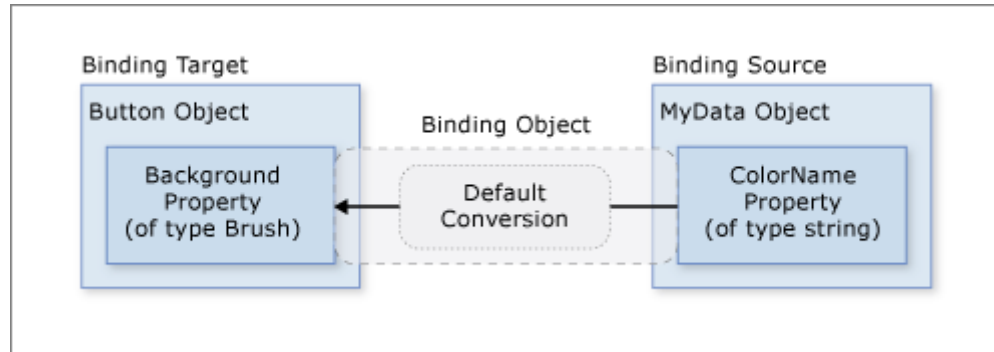 Binding Target
Button Object
Background
Property
(of type Brush)
Binding Object
Default
Conversion
Binding Source
MyData Object
ColorName
Property
(of type string)